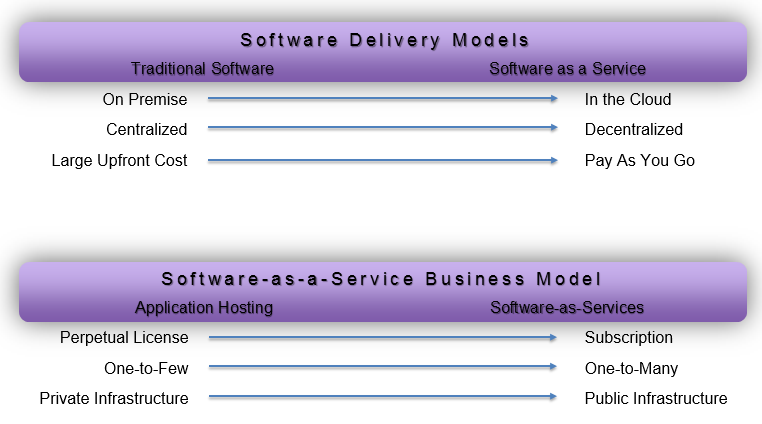 Software Delivery Models
Traditional Software Software as a Service
On Premise In the Cloud
Centralized Decentralized
Large Upfront Cost Pay As You Go
Software-as-a-Service Business Model
Application Hosting Software-as-Services
Perpetual License Subscription
One-to-Few One-to-Many
Private Infrastructure Public Infrastructure